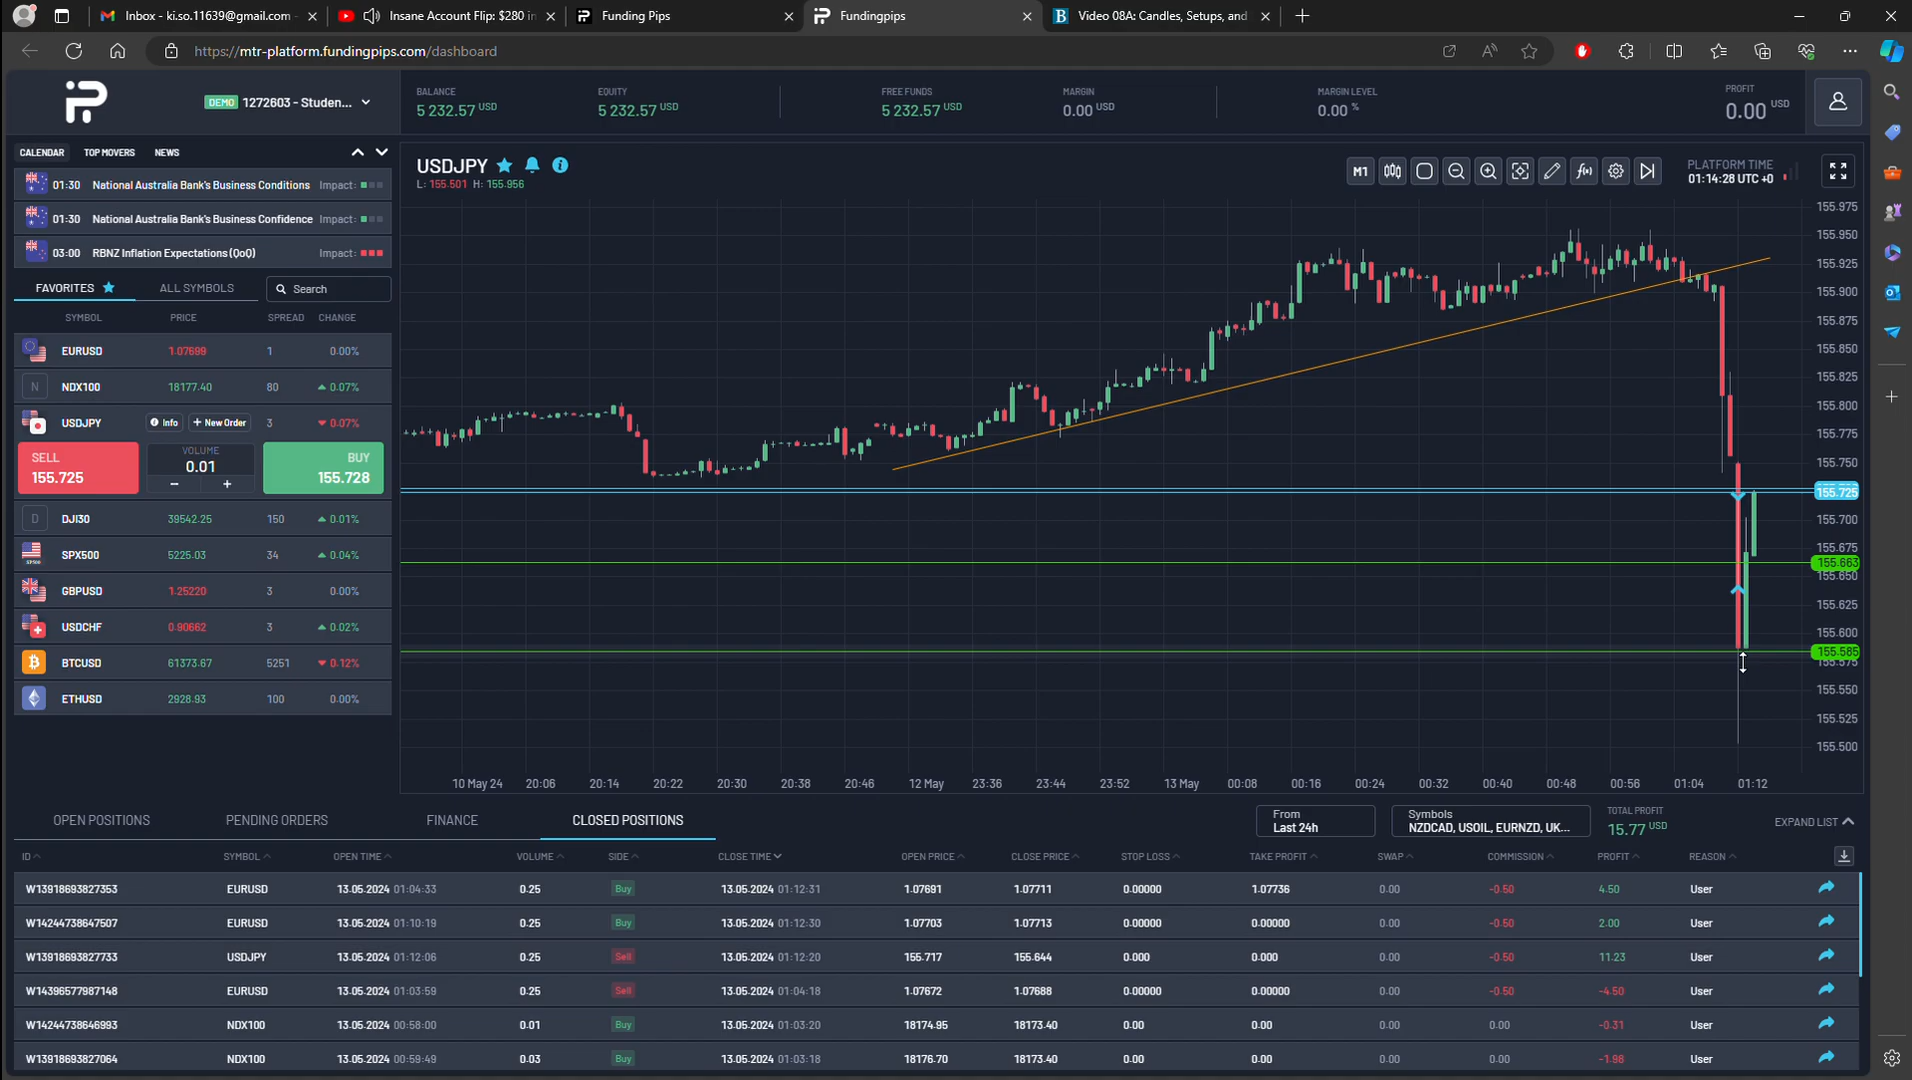 Inbox - ki.so.11639@gmail.com -
Insane Account Flip: $280 in
Funding Pips
Fundingpips
B Video 08A: Candles, Setups, and
https://mtr-platform.fundingpips.com/dashboard
DEMO 1272603 - Studen...
BALANCE
5 232.57 USD
EQUITY
5 232.57 USD
FREE FUNDS
5 232.57 USD
MARGIN
0.00 USD
MARGIN LEVEL
0.00 %
PROFIT
0.00 USD
CALENDAR TOP MOVERS NEWS
01:30 National Australia Bank's Business Conditions Impact:
01:30 National Australia Bank's Business Confidence Impact:
03:00 RBNZ Inflation Expectations (QoQ) Impact:
FAVORITES ALL SYMBOLS Search
SYMBOL PRICE SPREAD CHANGE
EURUSD 1.07699 1 0.00%
N NDX100 18177.40 80 0.07%
USDJPY Info + New Order 3 0.07%
SELL
155.725
VOLUME
0.01
- +
BUY
155.728
D DJI30 39542.25 150 0.01%
SPX500 5225.03 34 0.04%
GBPUSD 1.25220 3 0.00%
USDCHF 0.90662 3 0.02%
BTCUSD 61373.67 5251 0.12%
ETHUSD 2928.93 100 0.00%
USDJPY
L: 155.501 H: 155.956
M1
PLATFORM TIME
01:14:28 UTC +0
155.975
155.950
155.925
155.900
155.875
155.850
155.825
155.800
155.775
155.750
155.725
155.700
155.675
155.663
155.650
155.625
155.600
155.585
155.575
155.550
155.525
155.500
10 May 24 20:06 20:14 20:22 20:30 20:38 20:46 12 May 23:36 23:44 23:52 13 May 00:08 00:16 00:24 00:32 00:40 00:48 00:56 01:04 01:12
OPEN POSITIONS PENDING ORDERS FINANCE CLOSED POSITIONS
From
Last 24h
Symbols
NZDCAD, USOIL, EURNZD, UK...
TOTAL PROFIT
15.77 USD
EXPAND LIST
ID SYMBOL OPEN TIME VOLUME SIDE CLOSE TIME OPEN PRICE CLOSE PRICE STOP LOSS TAKE PROFIT SWAP COMMISSION PROFIT REASON
W13918693827353 EURUSD 13.05.2024 01:04:33 0.25 Buy 13.05.2024 01:12:31 1.07691 1.07711 0.00000 1.07736 0.00 -0.50 4.50 User
W14244738647507 EURUSD 13.05.2024 01:10:19 0.25 Buy 13.05.2024 01:12:30 1.07703 1.07713 0.00000 0.00000 0.00 -0.50 2.00 User
W13918693827733 USDJPY 13.05.2024 01:12:06 0.25 Sell 13.05.2024 01:12:20 155.717 155.644 0.000 0.000 0.00 -0.50 11.23 User
W14396577987148 EURUSD 13.05.2024 01:03:59 0.25 Sell 13.05.2024 01:04:18 1.07672 1.07688 0.00000 0.00000 0.00 -0.50 -4.50 User
W14244738646993 NDX100 13.05.2024 00:58:00 0.01 Buy 13.05.2024 01:03:20 18174.95 18173.40 0.00 0.00 0.00 0.00 -0.31 User
W13918693827064 NDX100 13.05.2024 00:59:49 0.03 Buy 13.05.2024 01:03:18 18176.70 18173.40 0.00 0.00 0.00 0.00 -1.98 User